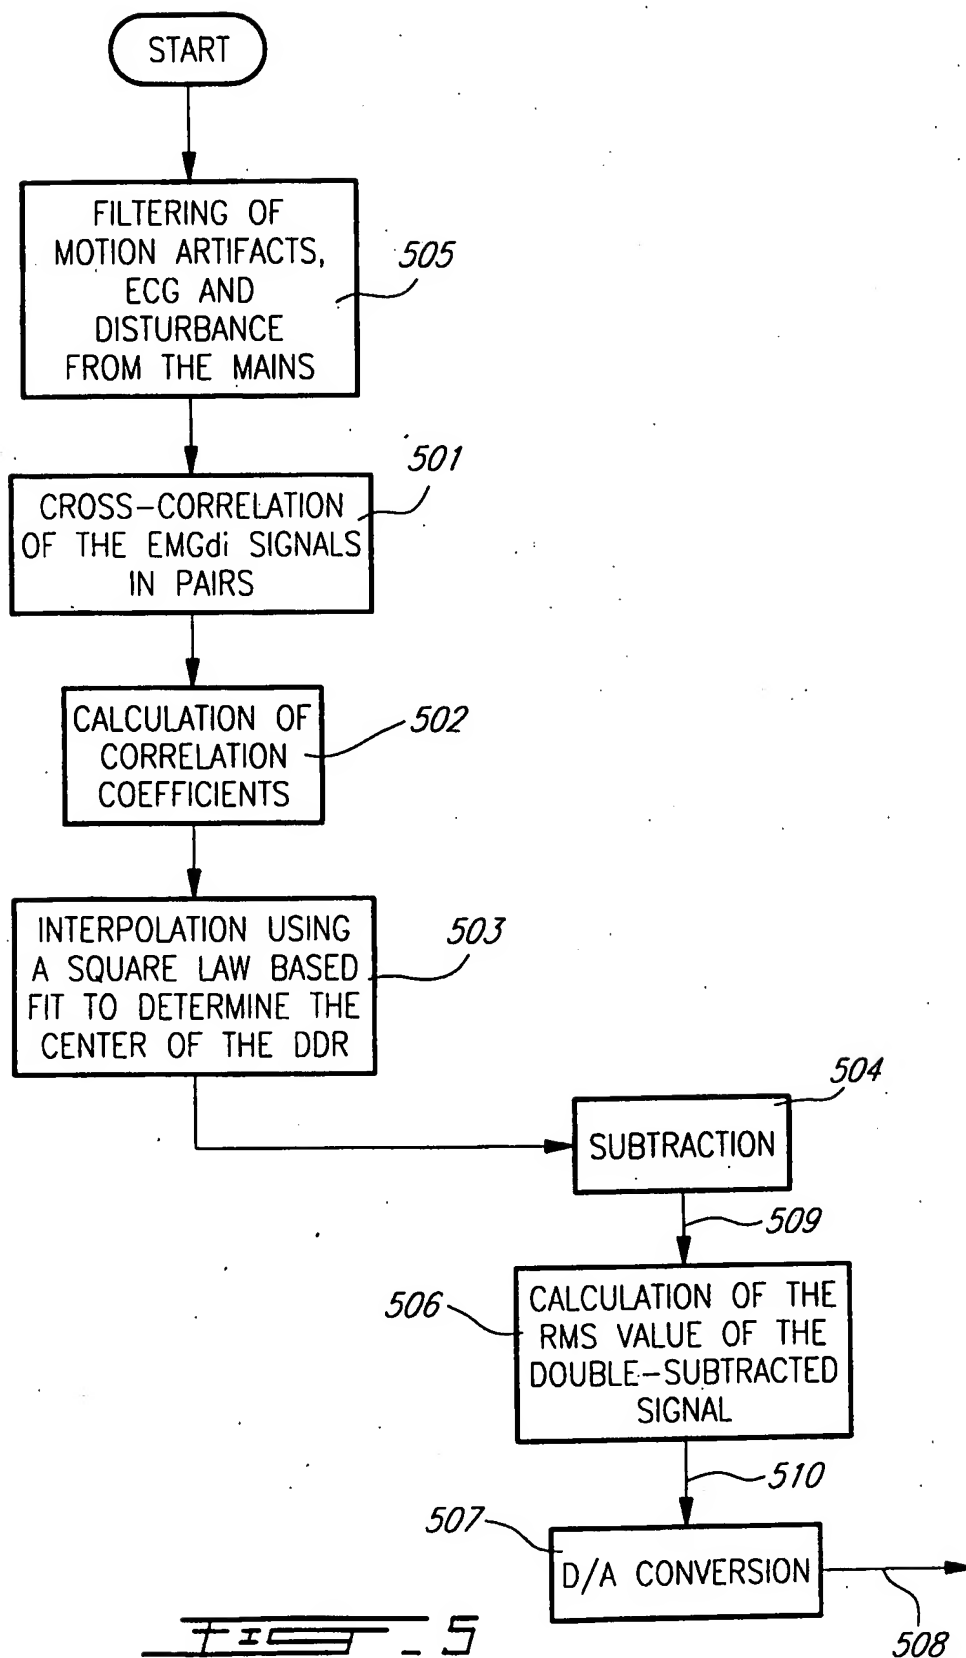 START
FILTERING OF
MOTION ARTIFACTS,
ECG AND
DISTURBANCE
FROM THE MAINS
505
501
CROSS-CORRELATION
OF THE EMGdi SIGNALS
IN PAIRS
CALCULATION OF
CORRELATION
COEFFICIENTS
502
INTERPOLATION USING
A SQUARE LAW BASED
FIT TO DETERMINE THE
CENTER OF THE DDR
503
504
SUBTRACTION
509
506
CALCULATION OF THE
RMS VALUE OF THE
DOUBLE-SUBTRACTED
SIGNAL
510
507
D/A CONVERSION
508
FIG_5